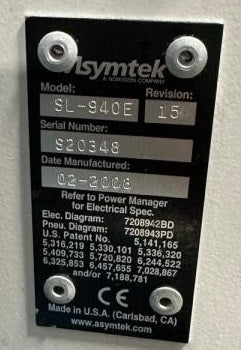 Asymtek
A NORDSON COMPANY
Model: Revision:
SL-940E 15
Serial Number:
S20348
Date Manufactured:
02-2008
Refer to Power Manager
for Electrical Spec.
Elec. Diagram: 7208942BD
Pneu. Diagram: 7208943PD
U.S. Patent No. 5,141,165
5,316,219 5,330,101 5,336,320
5,409,733 5,720,820 6,244,522
6,325,853 6,457,655 7,028,867
and/or 7,188,781
CE
Made in U.S.A. (Carlsbad, CA)
www.asymtek.com